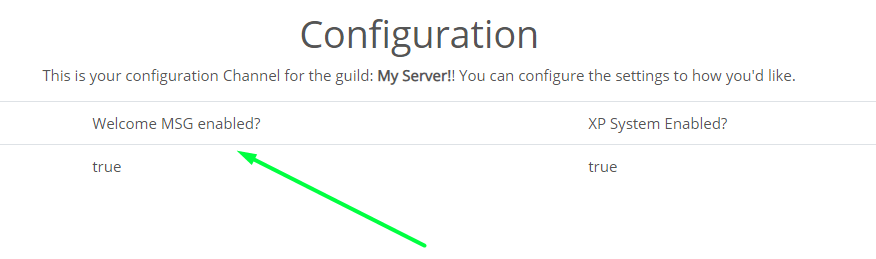 Configuration
This is your configuration Channel for the guild: My Server!! You can configure the settings to how you'd like.
Welcome MSG enabled? XP System Enabled?
true true